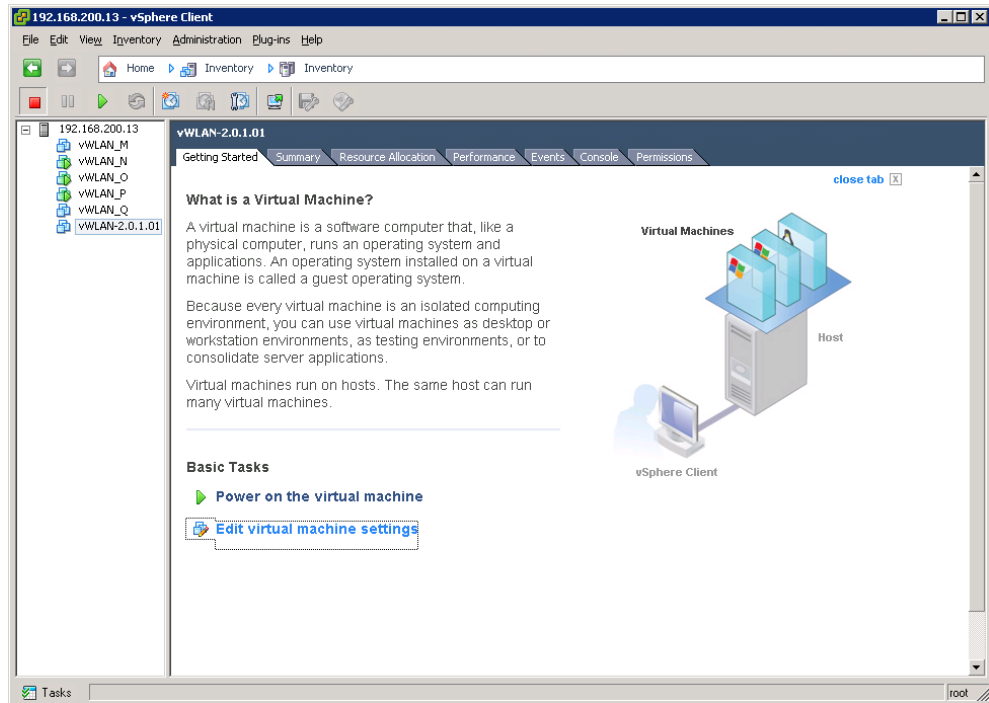 192.168.200.13 - vSphere Client
File Edit View Inventory Administration Plug-ins Help
Home Inventory Inventory
192.168.200.13
vWLAN_M
vWLAN_N
vWLAN_O
vWLAN_P
vWLAN_Q
vWLAN-2.0.1.01
vWLAN-2.0.1.01
Getting Started Summary Resource Allocation Performance Events Console Permissions
close tab X
What is a Virtual Machine?
A virtual machine is a software computer that, like a
physical computer, runs an operating system and
applications. An operating system installed on a virtual
machine is called a guest operating system.
Because every virtual machine is an isolated computing
environment, you can use virtual machines as desktop or
workstation environments, as testing environments, or to
consolidate server applications.
Virtual machines run on hosts. The same host can run
many virtual machines.
Basic Tasks
Power on the virtual machine
Edit virtual machine settings
Virtual Machines
Host
vSphere Client
Tasks
root